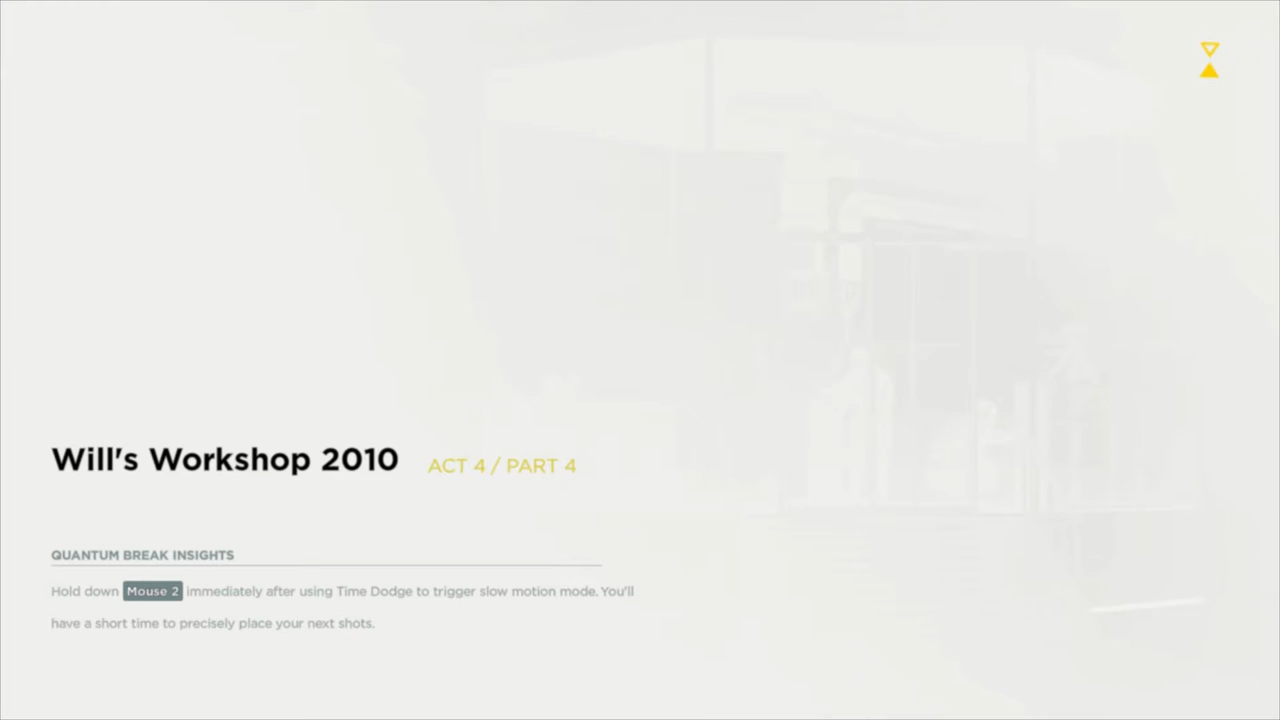 Will's Workshop 2010 ACT 4 / PART 4
QUANTUM BREAK INSIGHTS
Hold down Mouse 2 immediately after using Time Dodge to trigger slow motion mode. You'll
have a short time to precisely place your next shots.